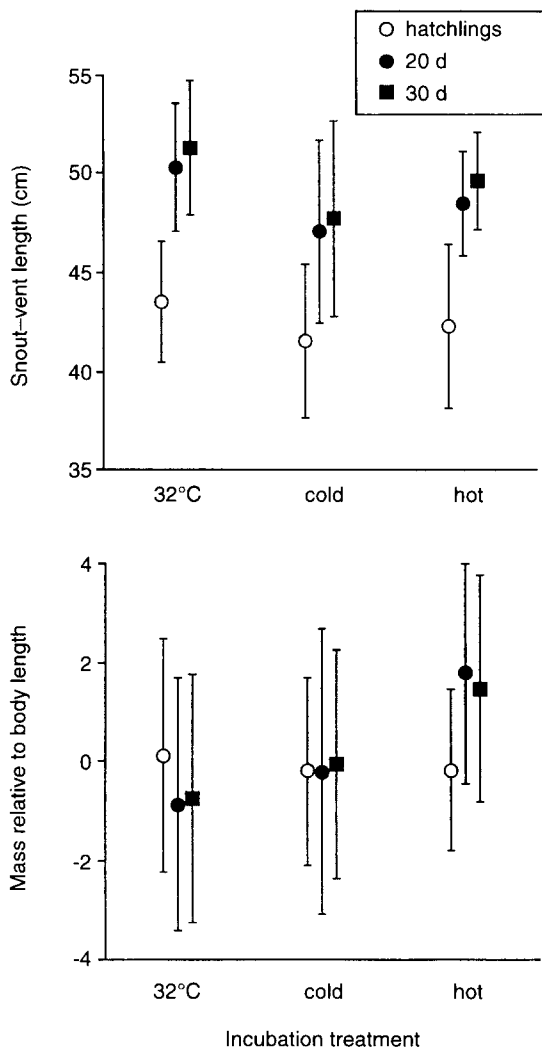 hatchlings
20 d
30 d
Snout–vent length (cm)
55
50
45
40
35
32°C cold hot
Mass relative to body length
4
2
0
-2
-4
32°C cold hot
Incubation treatment